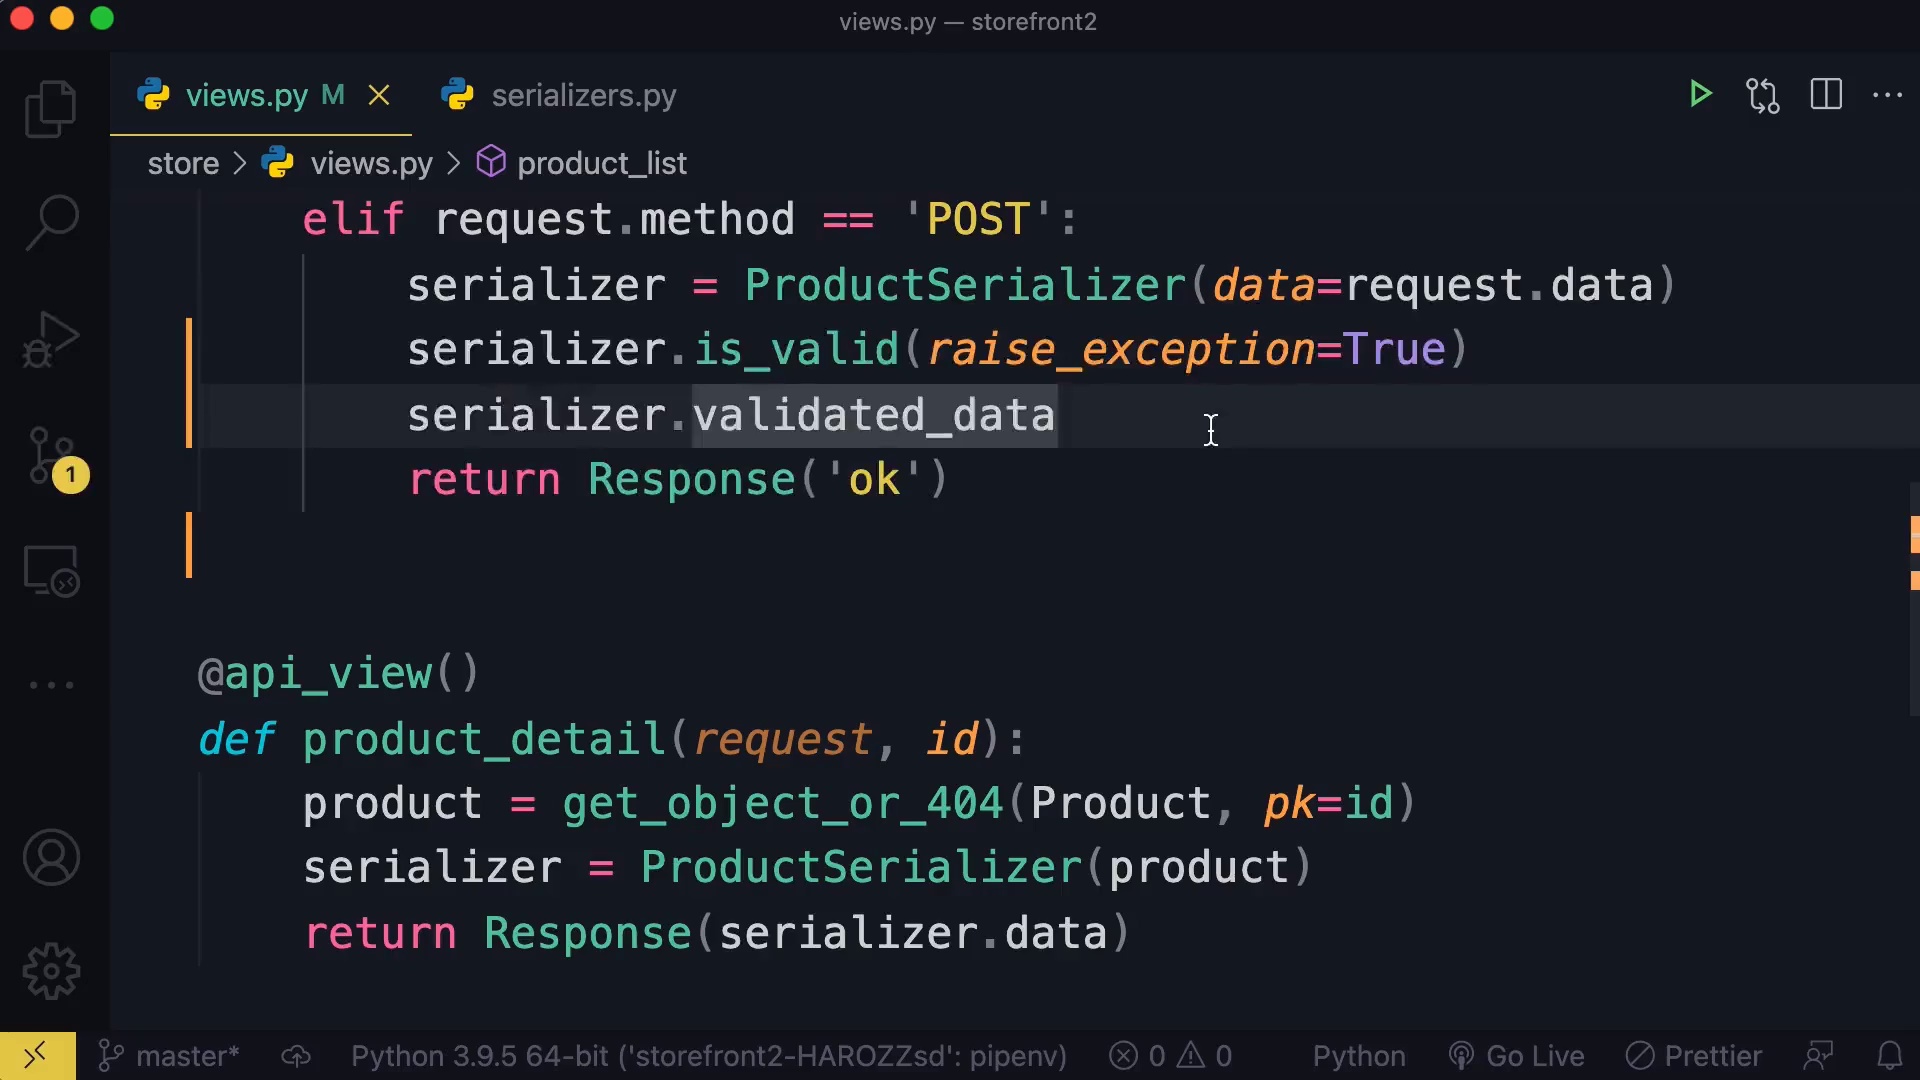 views.py — storefront2
views.py M serializers.py
store > views.py > product_list
elif request.method == 'POST':
serializer = ProductSerializer(data=request.data)
serializer.is_valid(raise_exception=True)
serializer.validated_data
return Response('ok')
@api_view()
def product_detail(request, id):
product = get_object_or_404(Product, pk=id)
serializer = ProductSerializer(product)
return Response(serializer.data)
1
master* Python 3.9.5 64-bit ('storefront2-HAROZZsd': pipenv) 0 0 Python Go Live Prettier